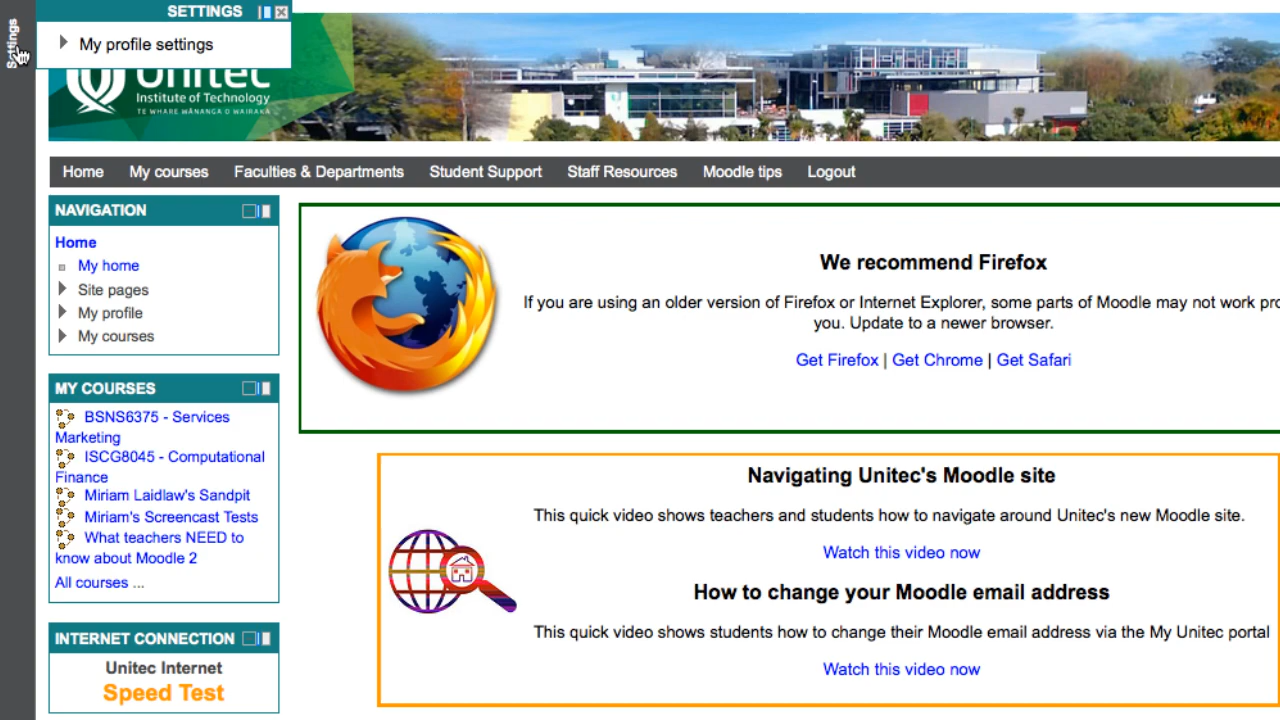 Settings
SETTINGS
My profile settings
Unitec
Institute of Technology
TE WHARE WĀNANGA O WAIRAKA
Home My courses Faculties & Departments Student Support Staff Resources Moodle tips Logout
NAVIGATION
Home
My home
Site pages
My profile
My courses
MY COURSES
BSNS6375 - Services
Marketing
ISCG8045 - Computational
Finance
Miriam Laidlaw's Sandpit
Miriam's Screencast Tests
What teachers NEED to
know about Moodle 2
All courses ...
INTERNET CONNECTION
Unitec Internet
Speed Test
We recommend Firefox
If you are using an older version of Firefox or Internet Explorer, some parts of Moodle may not work pro
you. Update to a newer browser.
Get Firefox | Get Chrome | Get Safari
Navigating Unitec's Moodle site
This quick video shows teachers and students how to navigate around Unitec's new Moodle site.
Watch this video now
How to change your Moodle email address
This quick video shows students how to change their Moodle email address via the My Unitec portal
Watch this video now